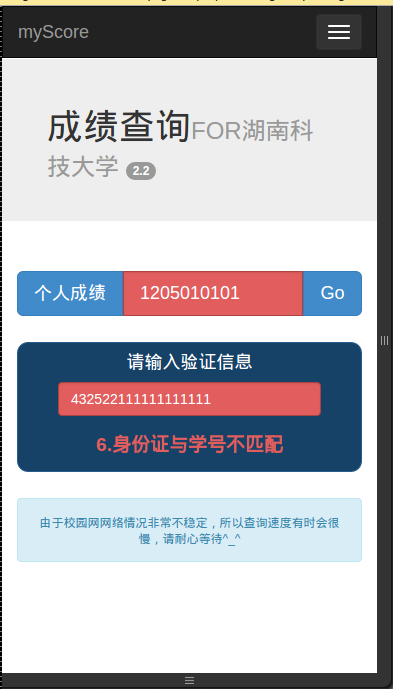 myScore
成绩查询FOR湖南科
技大学 2.2
个人成绩 1205010101 Go
请输入验证信息
432522111111111111
6.身份证与学号不匹配
由于校园网网络情况非常不稳定，所以查询速度有时会很
慢，请耐心等待^_^